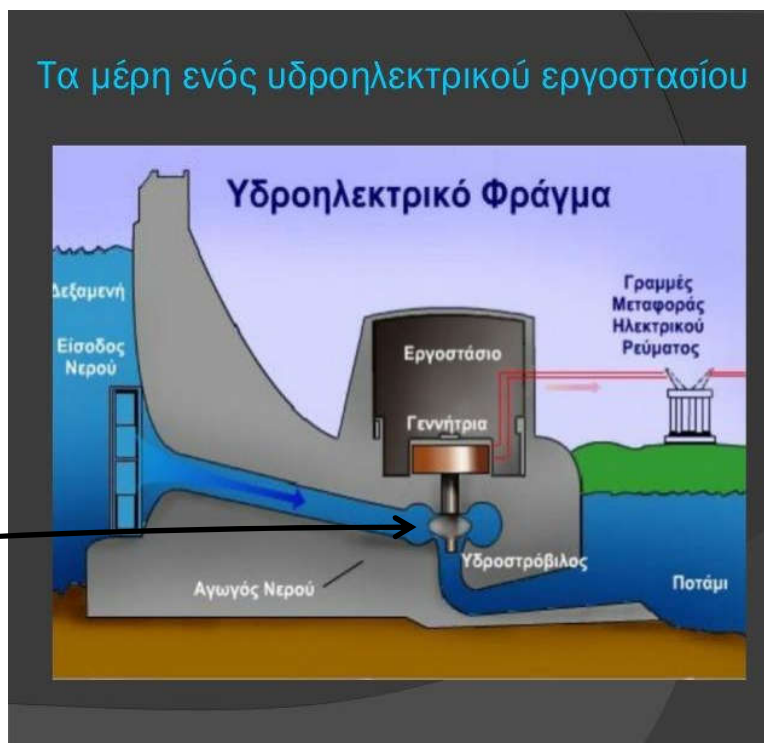 Τα μέρη ενός υδροηλεκτρικού εργοστασίου
Υδροηλεκτρικό Φράγμα
Δεξαμενή
Είσοδος
Νερού
Εργοστάσιο
Γεννήτρια
Γραμμές
Μεταφοράς
Ηλεκτρικού
Ρεύματος
Υδροστρόβιλος
Αγωγός Νερού
Ποτάμι